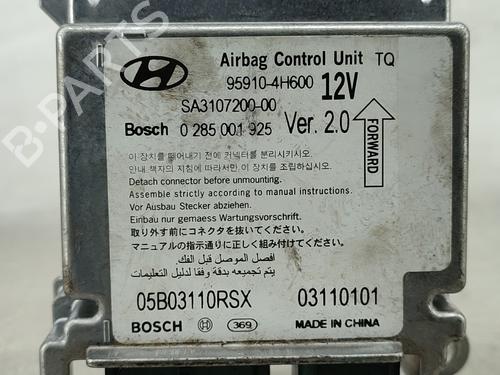 Airbag Control Unit TQ
95910-4H600 12V
SA3107200-00
Bosch 0 285 001 925 Ver. 2.0
FORWARD
이 장치를 떼어내기 전에 커넥터를 분리시키시오.
안내 책자의 지침에 따라서만, 이 장치를 조립하십시오.
Detach connector before unmounting.
Assemble strictly according to manual instructions.
Vor Ausbau Stecker abziehen.
Einbau nur gemaess Wartungsvorschrift.
取り外す前にコネクタを抜いてください。
マニュアルの指示通りに正しく組み付けてください。
افصل الموصل قبل الفك.
يتم تجميعه بدقة وفقا لدليل التعليمات
05B03110RSX 03110101
BOSCH 369 MADE IN CHINA
B-PARTS